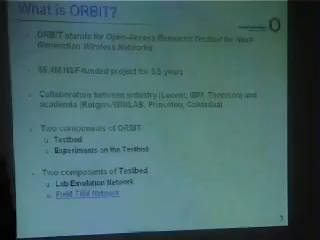 What is ORBIT?
ORBIT stands for Open-Access Research Testbed for Next-
Generation Wireless Networks
$5.4M NSF-funded project for 3.5 years
Collaboration between industry (Lucent, IBM, Thomson) and
academia (Rutgers/WINLAB, Princeton, Columbia)
Two components of ORBIT
Testbed
Experiments on the Testbed
Two components of Testbed
Lab Emulation Network
Field Trial Network